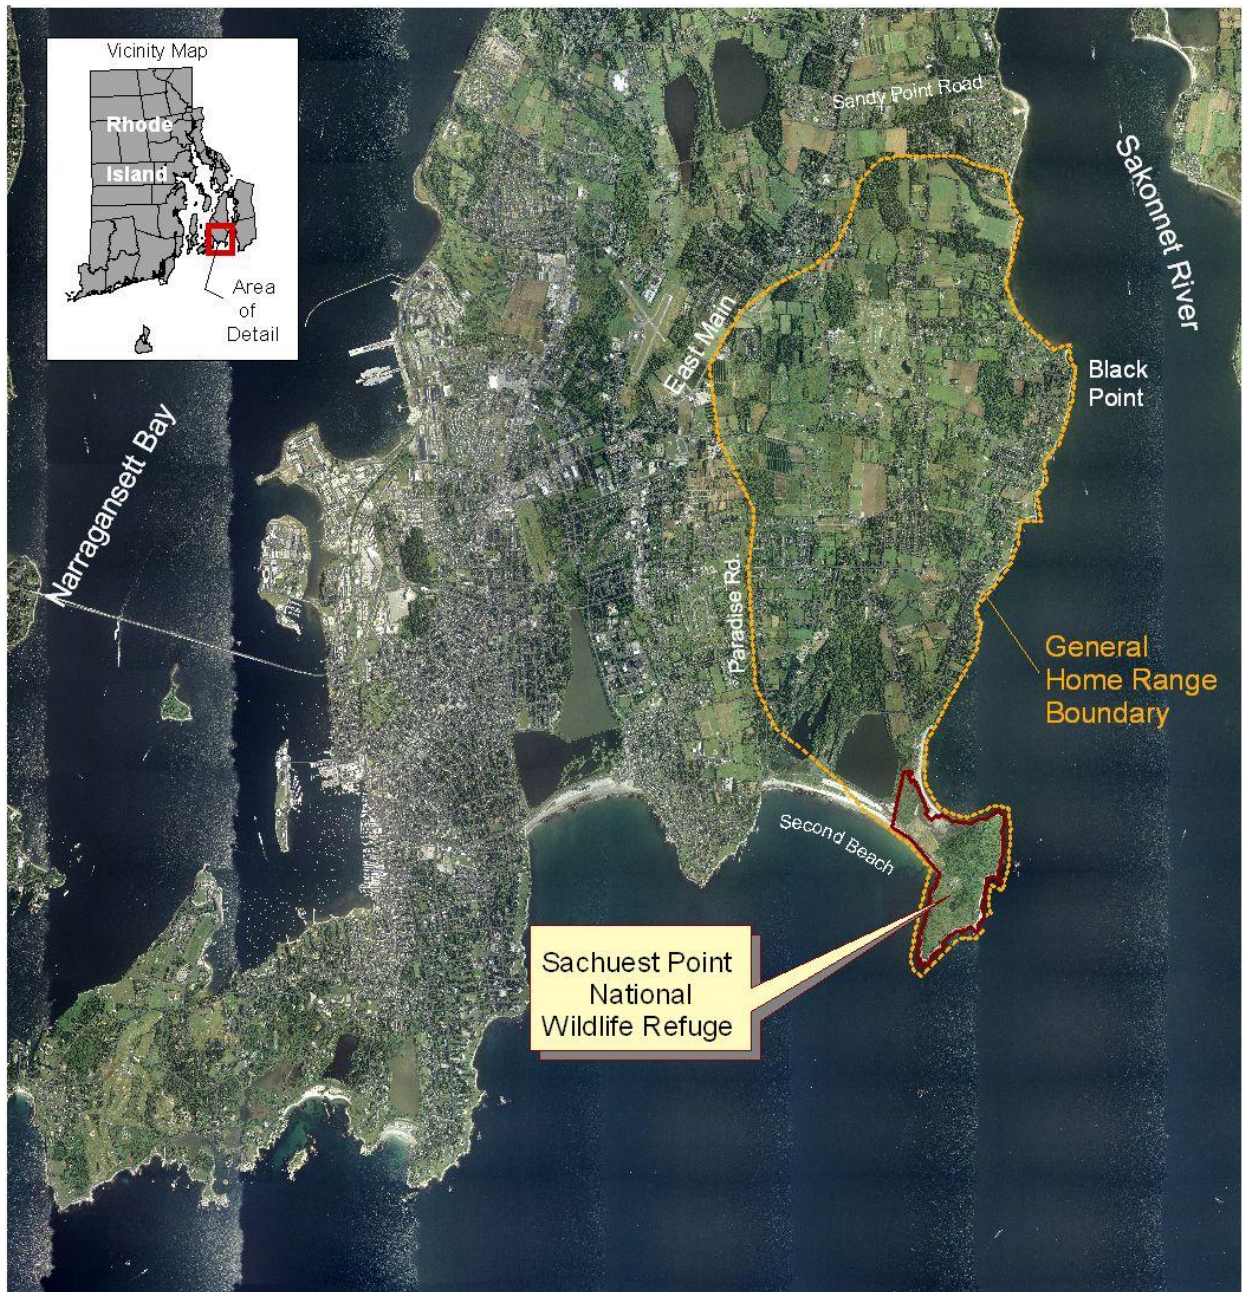 Vicinity Map
Rhode
Island
Area
of
Detail
Sandy Point Road
Sakonnet River
East Main
Black
Point
Narragansett Bay
Paradise Rd.
General
Home Range
Boundary
Second Beach
Sachuest Point
National
Wildlife Refuge